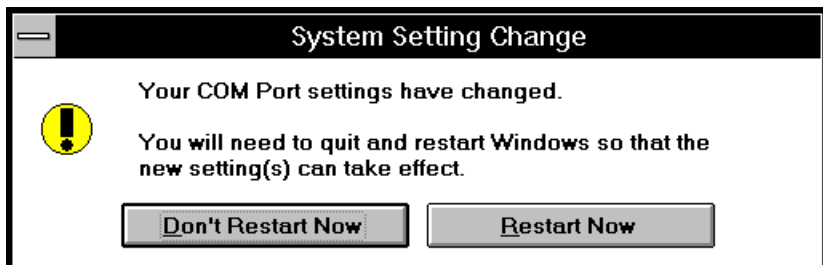 System Setting Change
Your COM Port settings have changed.
You will need to quit and restart Windows so that the
new setting(s) can take effect.
Don't Restart Now
Restart Now